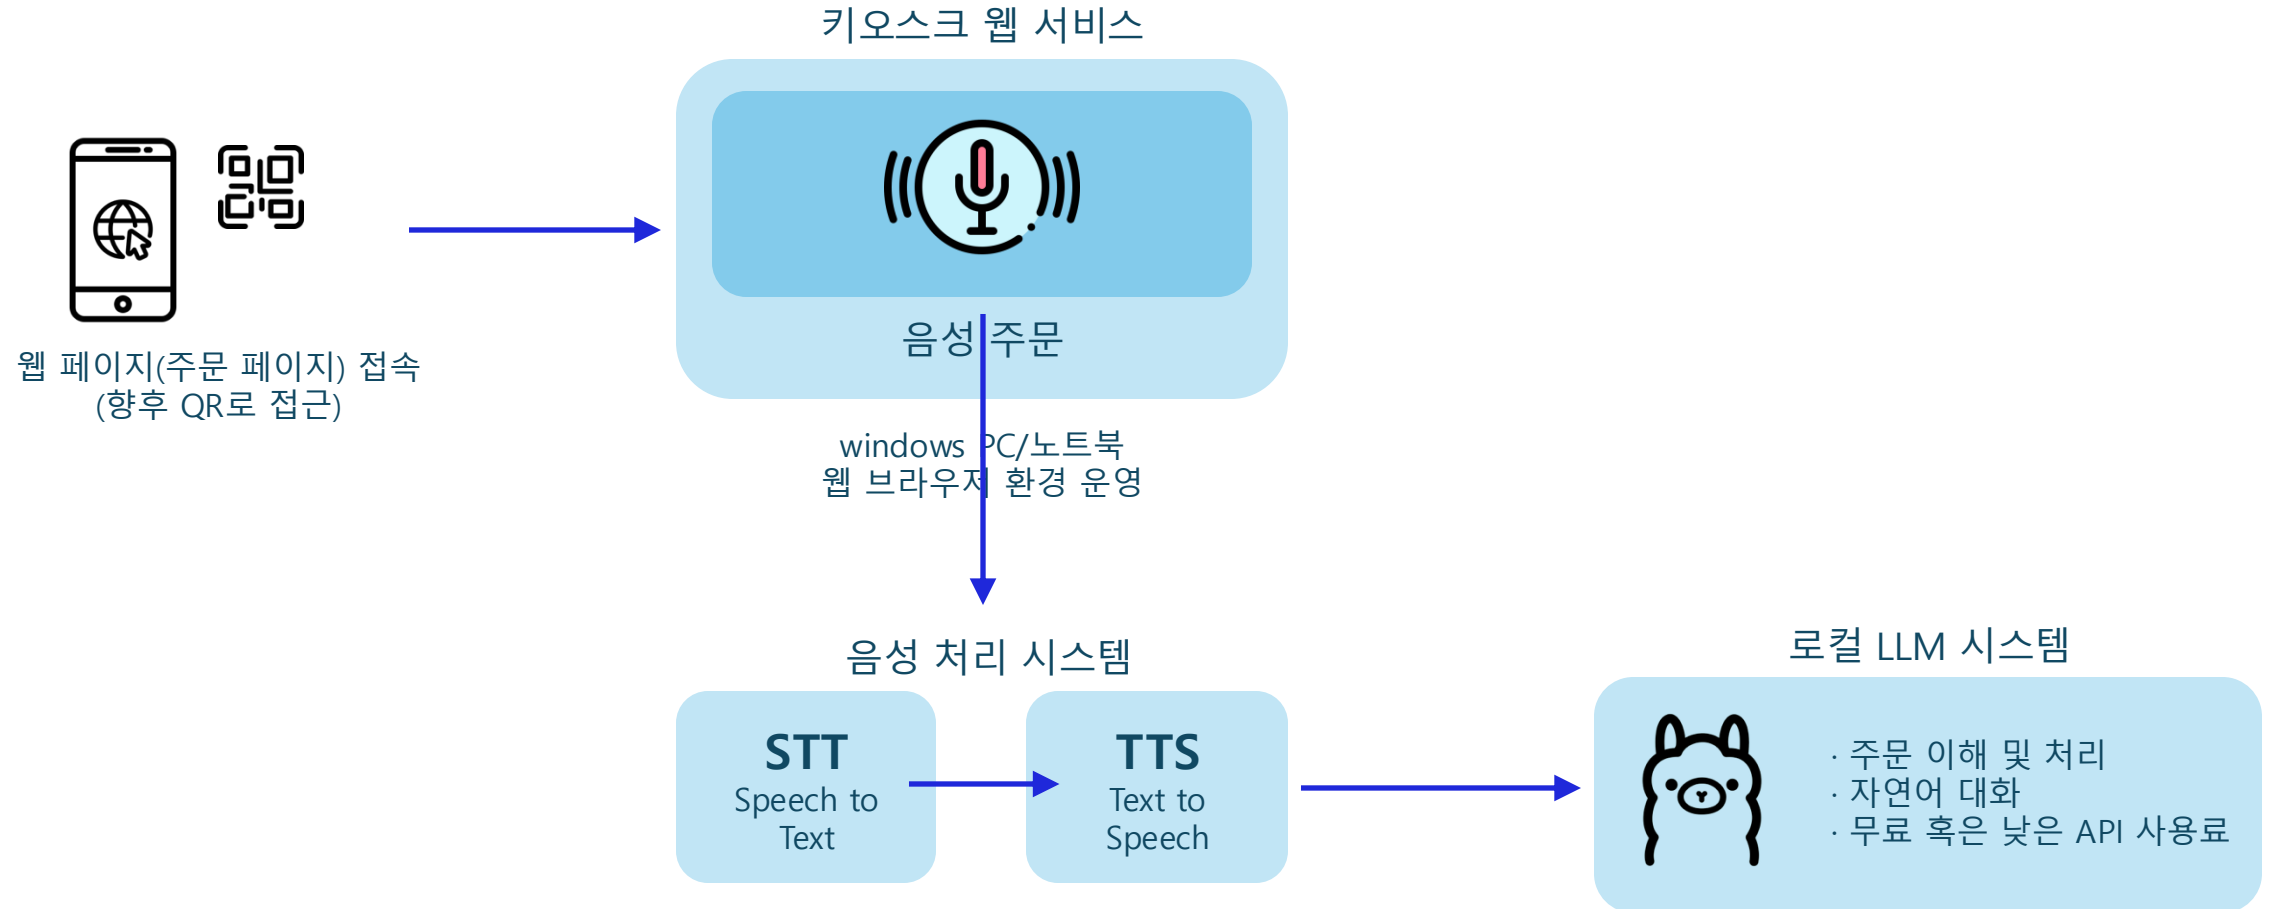 키오스크 웹 서비스
음성 주문
웹 페이지(주문 페이지) 접속
(향후 QR로 접근)
windows PC/노트북
웹 브라우저 환경 운영
음성 처리 시스템
STT
Speech to
Text
TTS
Text to
Speech
로컬 LLM 시스템
· 주문 이해 및 처리
· 자연어 대화
· 무료 혹은 낮은 API 사용료